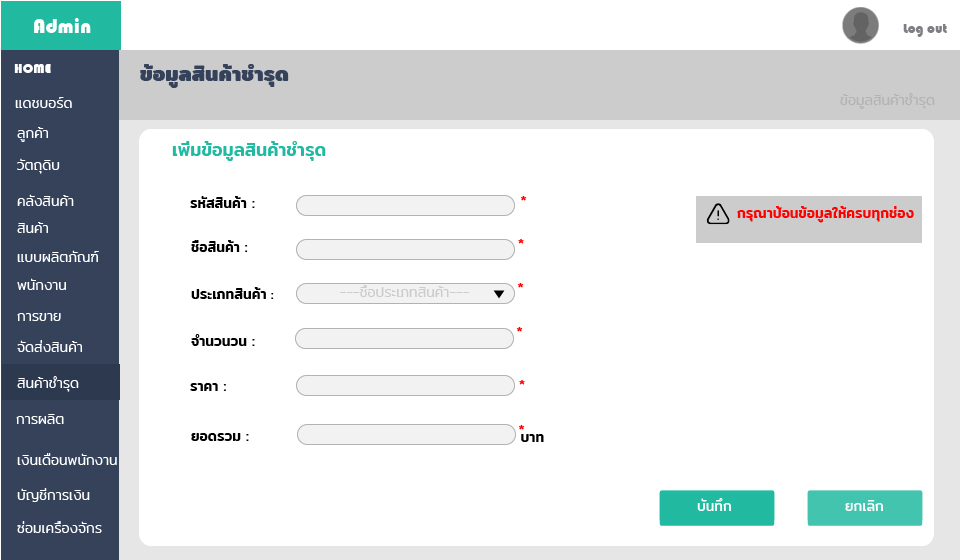 Admin
Log out
HOME
แดชบอร์ด
ลูกค้า
วัตถุดิบ
คลังสินค้า
สินค้า
แบบผลิตภัณฑ์
พนักงาน
การขาย
จัดส่งสินค้า
สินค้าชำรุด
การผลิต
เงินเดือนพนักงาน
บัญชีการเงิน
ซ่อมเครื่องจักร
ข้อมูลสินค้าชำรุด
ข้อมูลสินค้าชำรุด
เพิ่มข้อมูลสินค้าชำรุด
รหัสสินค้า : *
กรุณาป้อนข้อมูลให้ครบทุกช่อง
ชื่อสินค้า : *
ประเภทสินค้า : ---ชื่อประเภทสินค้า--- *
จำนวนวน : *
ราคา : *
ยอดรวม : * บาท
บันทึก
ยกเลิก